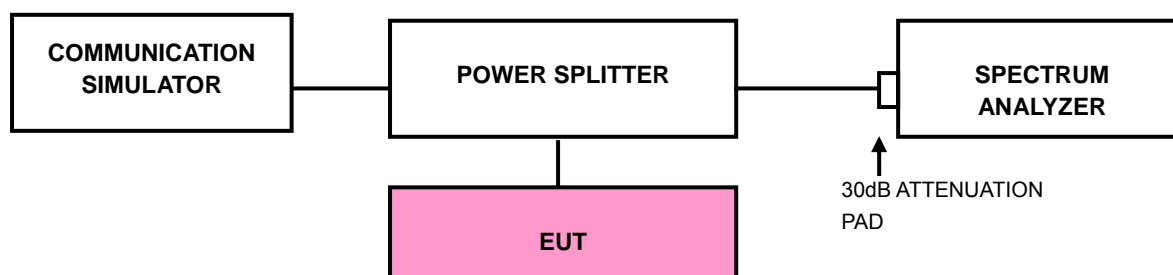 COMMUNICATION
SIMULATOR
POWER SPLITTER
SPECTRUM
ANALYZER
30dB ATTENUATION
PAD
EUT